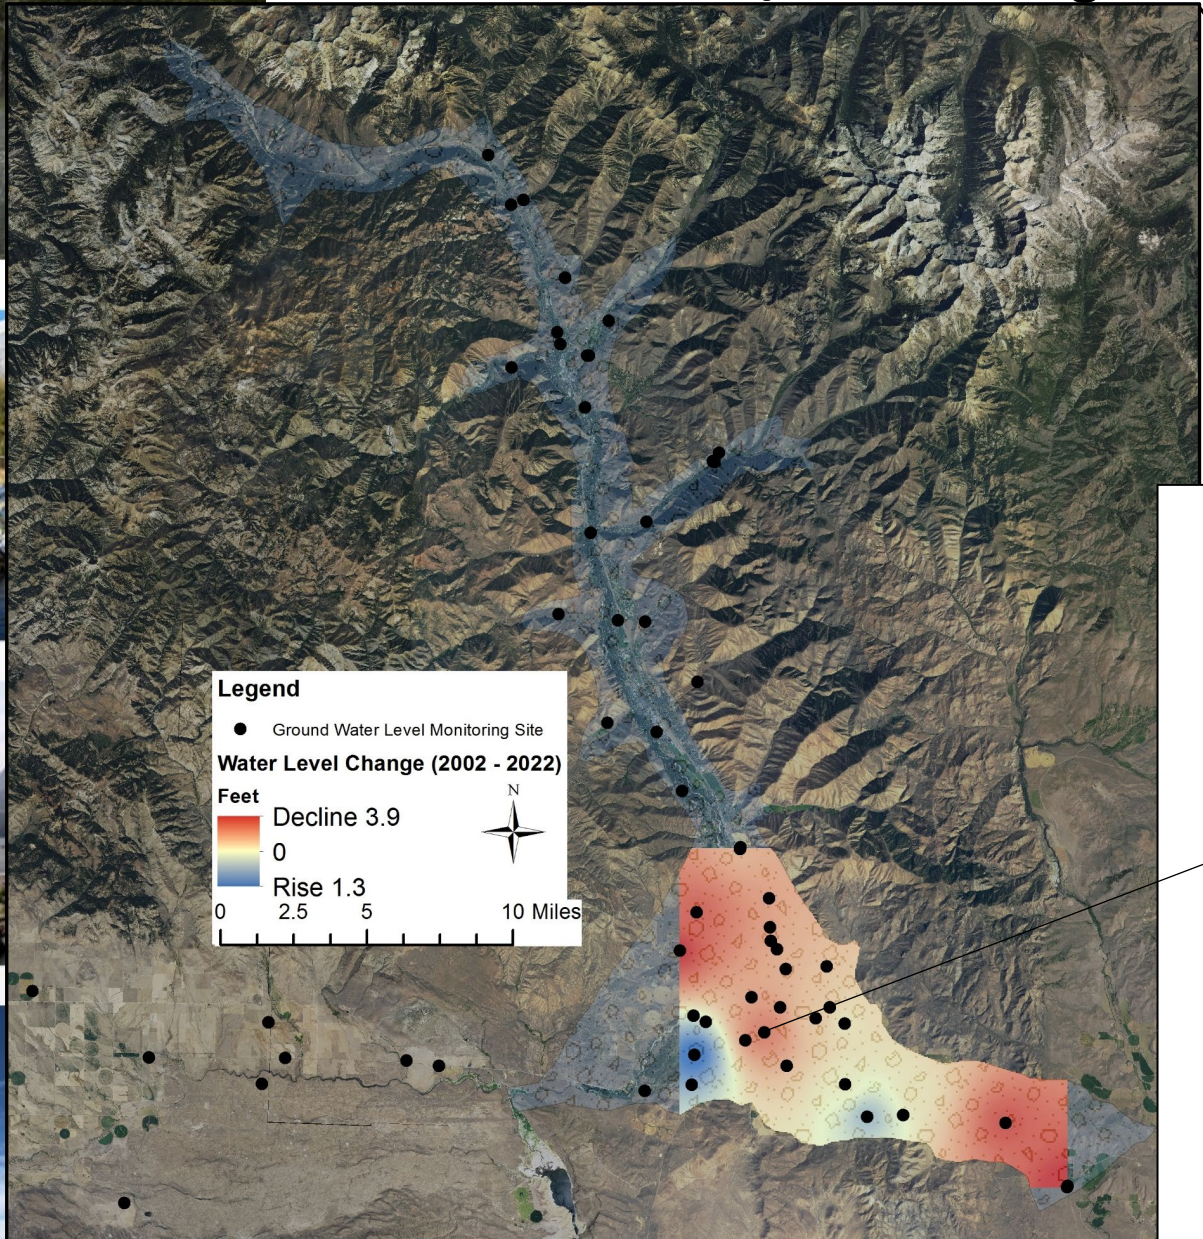 Legend
Ground Water Level Monitoring Site
Water Level Change (2002 - 2022)
Feet
N
Decline 3.9
0
Rise 1.3
0 2.5 5 10 Miles